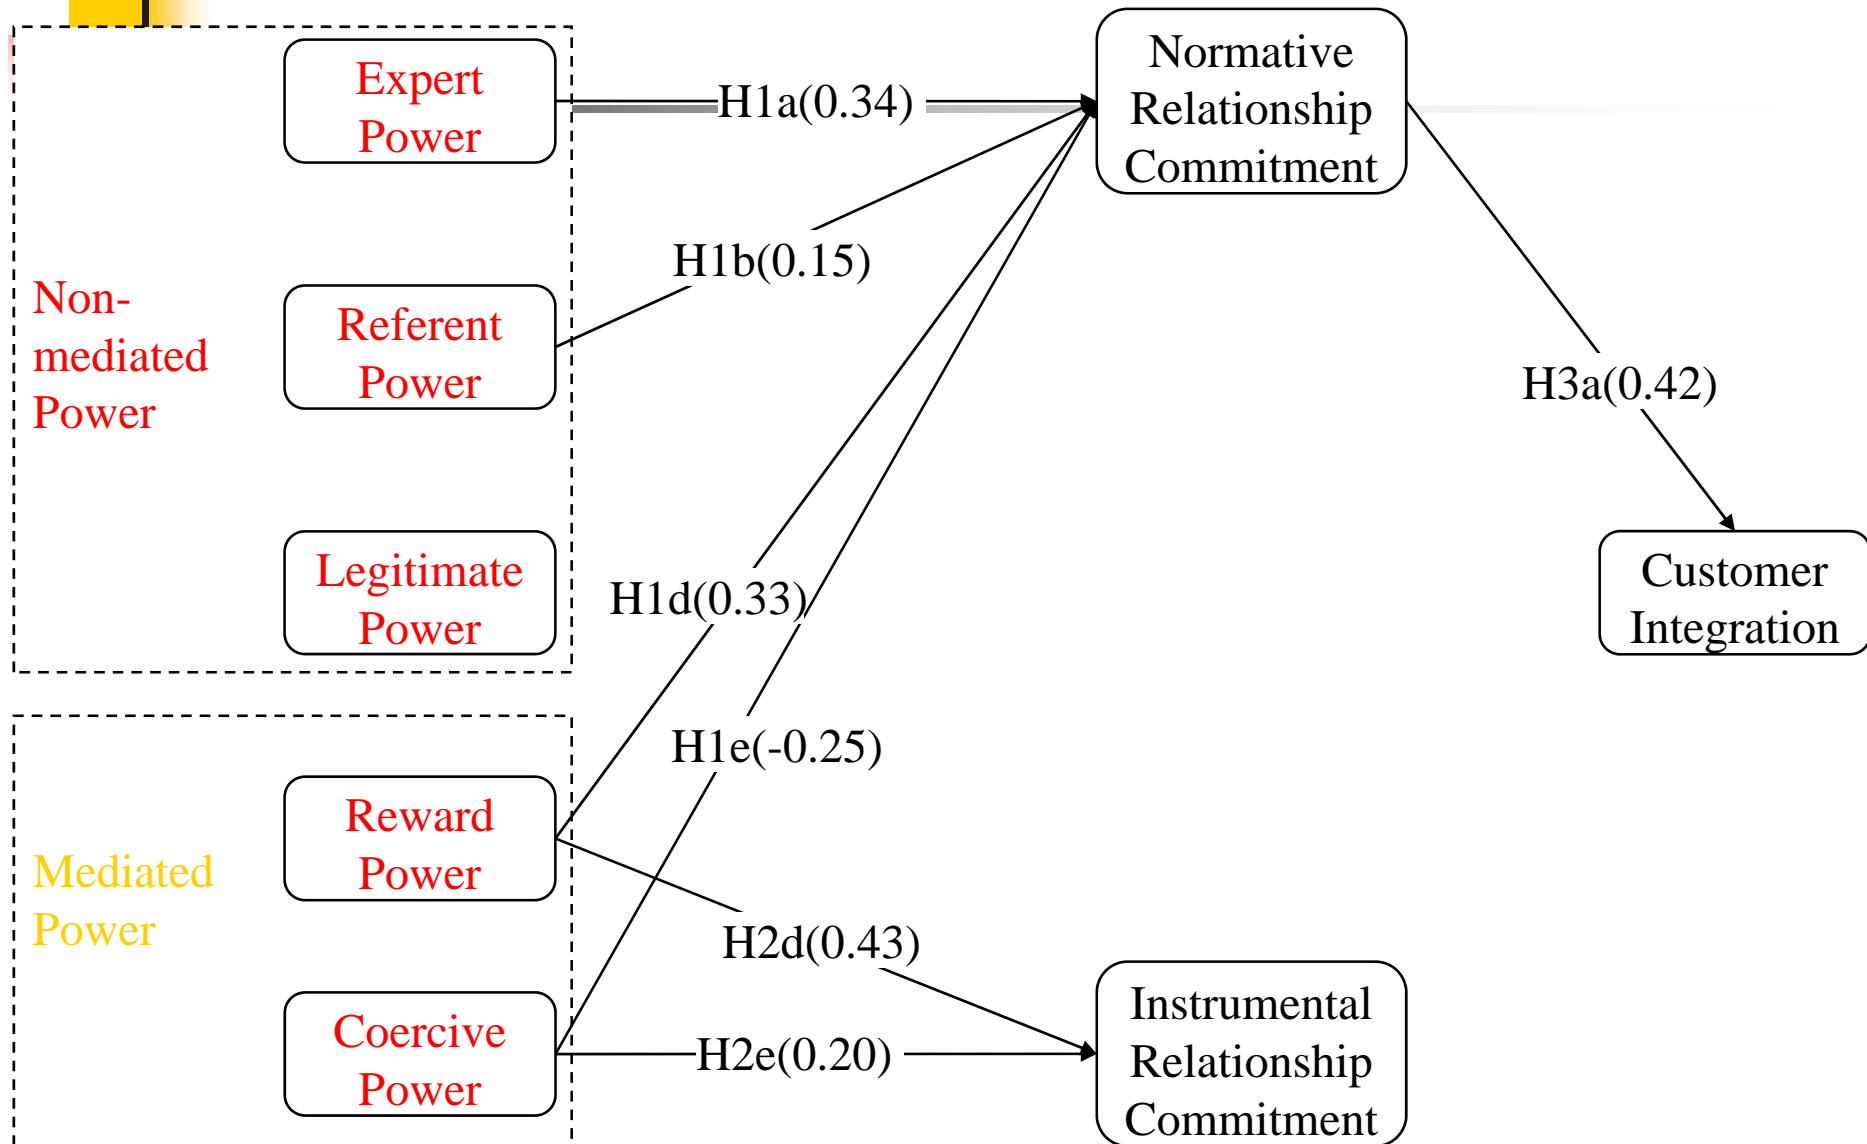 Expert
Power
Normative
Relationship
Commitment
H1a(0.34)
H1b(0.15)
Non-
mediated
Power
Referent
Power
H3a(0.42)
Legitimate
Power
H1d(0.33)
Customer
Integration
H1e(-0.25)
Reward
Power
Mediated
Power
H2d(0.43)
Coercive
Power
H2e(0.20)
Instrumental
Relationship
Commitment